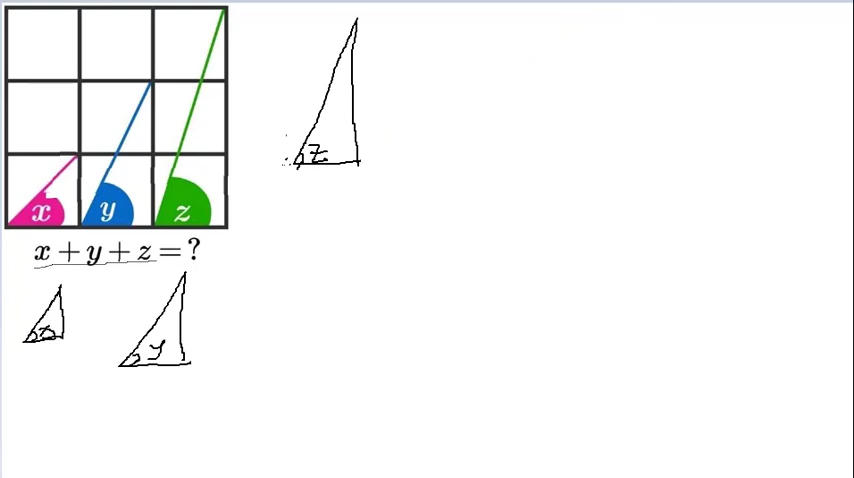 x y z
x + y + z = ?
z
x
y